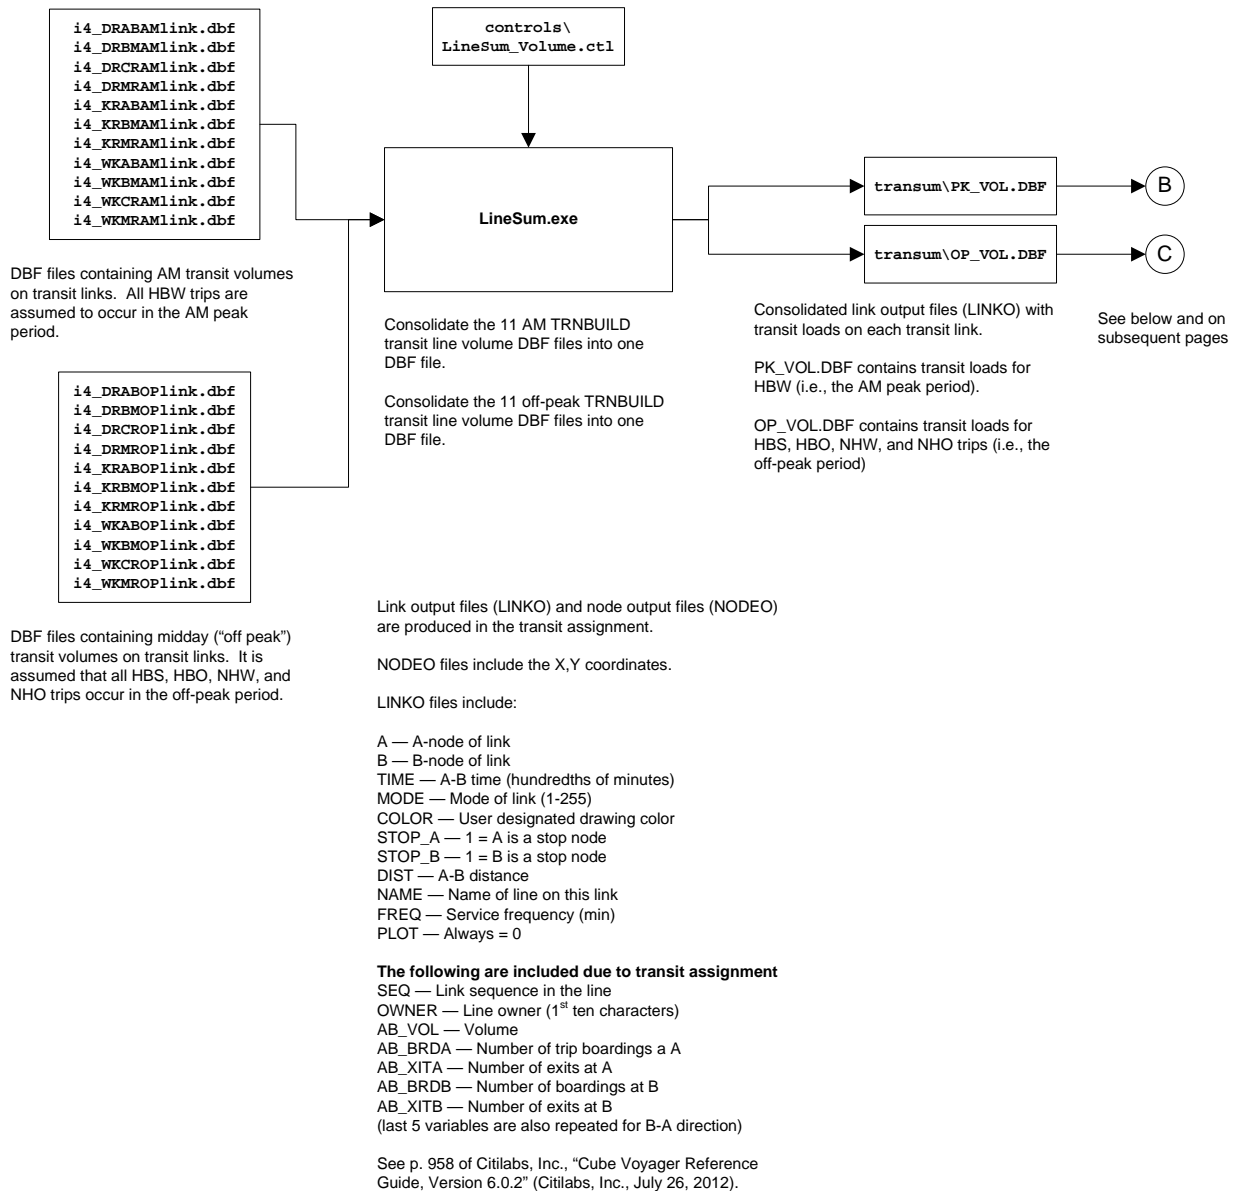 i4_DRABAMlink.dbf
i4_DRBMAMlink.dbf
i4_DRCRAMlink.dbf
i4_DRMRAMlink.dbf
i4_KRABAMlink.dbf
i4_KRBMAMlink.dbf
i4_KRMRAMlink.dbf
i4_WKABAMlink.dbf
i4_WKBMAMlink.dbf
i4_WKCRAMlink.dbf
i4_WKMRAMlink.dbf
DBF files containing AM transit volumes
on transit links.  All HBW trips are
assumed to occur in the AM peak
period.
i4_DRABOPlink.dbf
i4_DRBMOPlink.dbf
i4_DRCROPlink.dbf
i4_DRMROPlink.dbf
i4_KRABOPlink.dbf
i4_KRBMOPlink.dbf
i4_KRMROPlink.dbf
i4_WKABOPlink.dbf
i4_WKBMOPlink.dbf
i4_WKCROPlink.dbf
i4_WKMROPlink.dbf
DBF files containing midday (“off peak”)
transit volumes on transit links.  It is
assumed that all HBS, HBO, NHW, and
NHO trips occur in the off-peak period.
controls\
LineSum_Volume.ctl
LineSum.exe
Consolidate the 11 AM TRNBUILD
transit line volume DBF files into one
DBF file.
Consolidate the 11 off-peak TRNBUILD
transit line volume DBF files into one
DBF file.
transum\PK_VOL.DBF
B
transum\OP_VOL.DBF
C
Consolidated link output files (LINKO) with
transit loads on each transit link.
PK_VOL.DBF contains transit loads for
HBW (i.e., the AM peak period).
OP_VOL.DBF contains transit loads for
HBS, HBO, NHW, and NHO trips (i.e., the
off-peak period)
See below and on
subsequent pages
Link output files (LINKO) and node output files (NODEO)
are produced in the transit assignment.
NODEO files include the X,Y coordinates.
LINKO files include:
A — A-node of link
B — B-node of link
TIME — A-B time (hundredths of minutes)
MODE — Mode of link (1-255)
COLOR — User designated drawing color
STOP_A — 1 = A is a stop node
STOP_B — 1 = B is a stop node
DIST — A-B distance
NAME — Name of line on this link
FREQ — Service frequency (min)
PLOT — Always = 0
The following are included due to transit assignment
SEQ — Link sequence in the line
OWNER — Line owner (1st ten characters)
AB_VOL — Volume
AB_BRDA — Number of trip boardings a A
AB_XITA — Number of exits at A
AB_BRDB — Number of boardings at B
AB_XITB — Number of exits at B
(last 5 variables are also repeated for B-A direction)
See p. 958 of Citilabs, Inc., “Cube Voyager Reference
Guide, Version 6.0.2” (Citilabs, Inc., July 26, 2012).